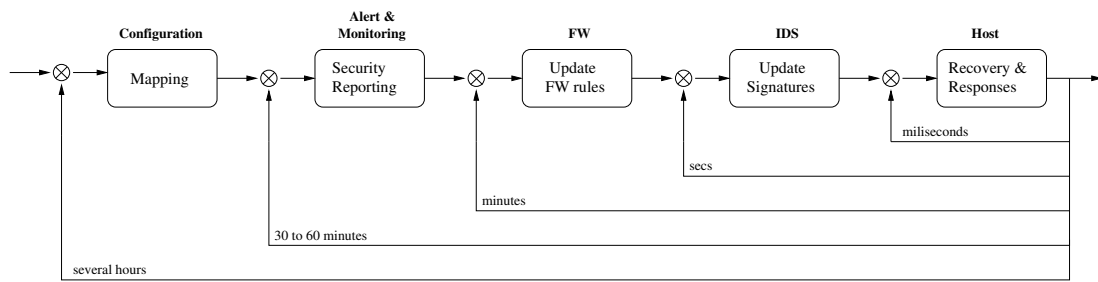 Configuration
Alert &
Monitoring
FW
IDS
Host
Mapping
Security
Reporting
Update
FW rules
Update
Signatures
Recovery &
Responses
miliseconds
secs
minutes
30 to 60 minutes
several hours